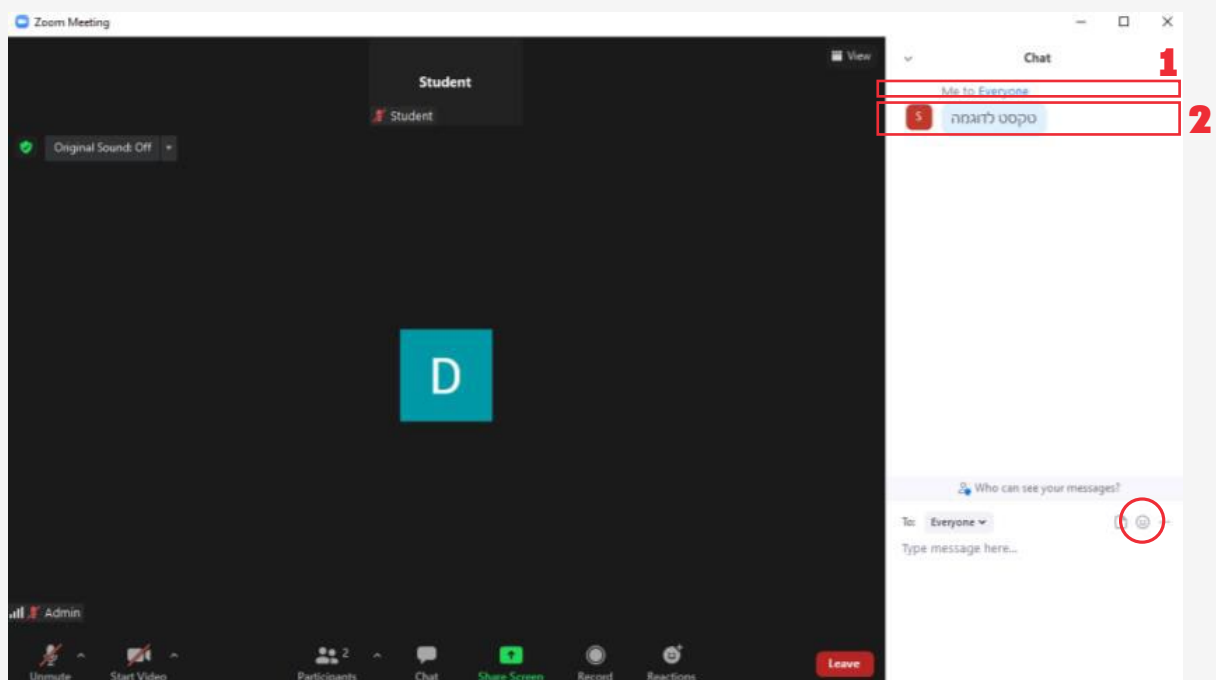 Zoom Meeting
View
Student
Student
Original Sound: Off
D
Admin
Unmute
Start Video
2
Participants
Chat
Share Screen
Record
Reactions
Leave
Chat
1
Me to Everyone
S
טקסט לדוגמה
2
Who can see your messages?
To: Everyone
Type message here...